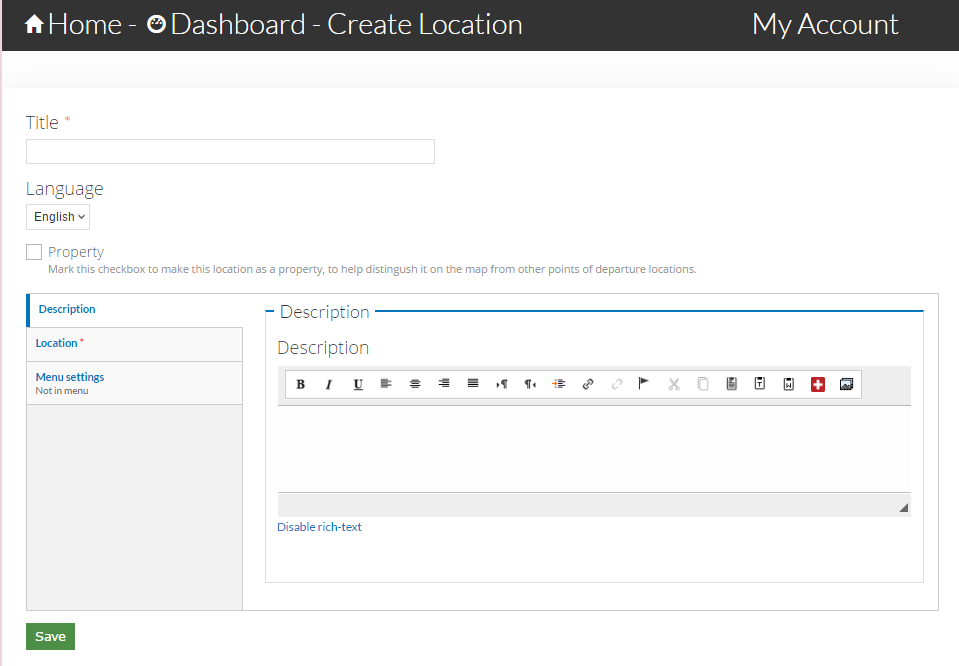 Home - Dashboard - Create Location My Account
Title *
Language
English
Property
Mark this checkbox to make this location as a property, to help distingush it on the map from other points of departure locations.
Description
Location *
Menu settings
Not in menu
Description
Description
B I U
Disable rich-text
Save